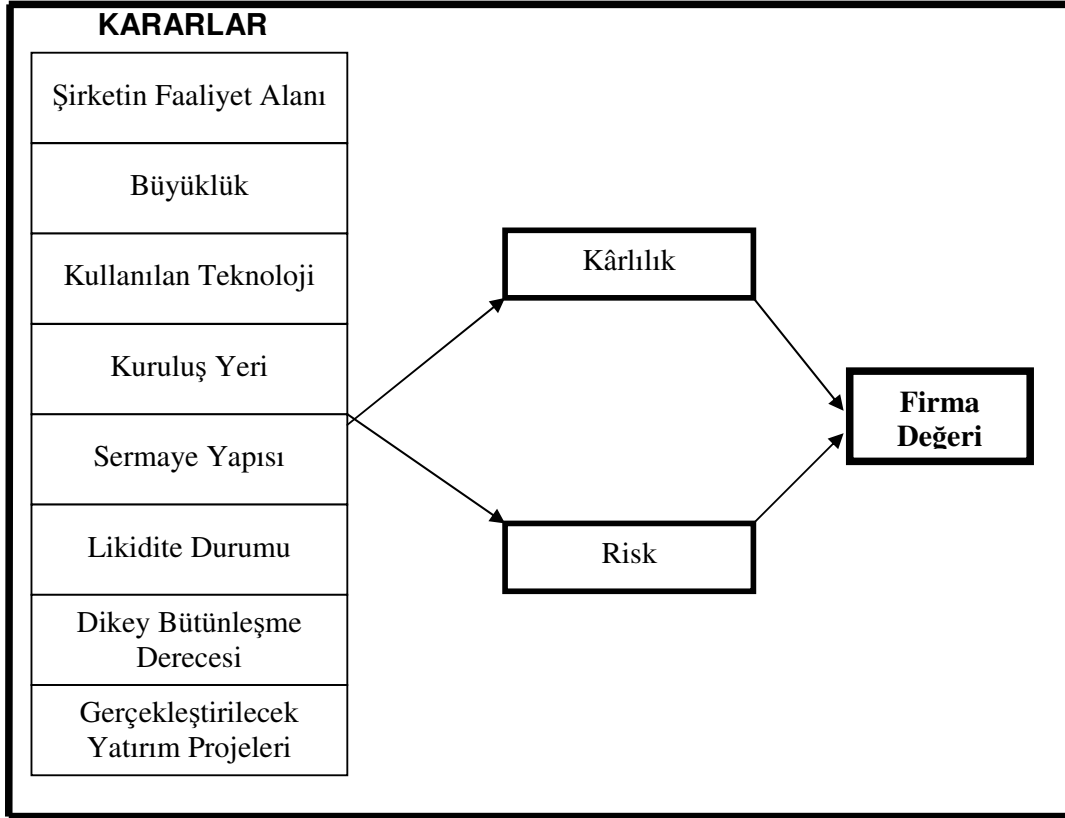 KARARLAR
Şirketin Faaliyet Alanı
Büyüklük
Kullanılan Teknoloji
Kuruluş Yeri
Sermaye Yapısı
Likidite Durumu
Dikey Bütünleşme
Derecesi
Gerçekleştirilecek
Yatırım Projeleri
Kârlılık
Risk
Firma
Değeri